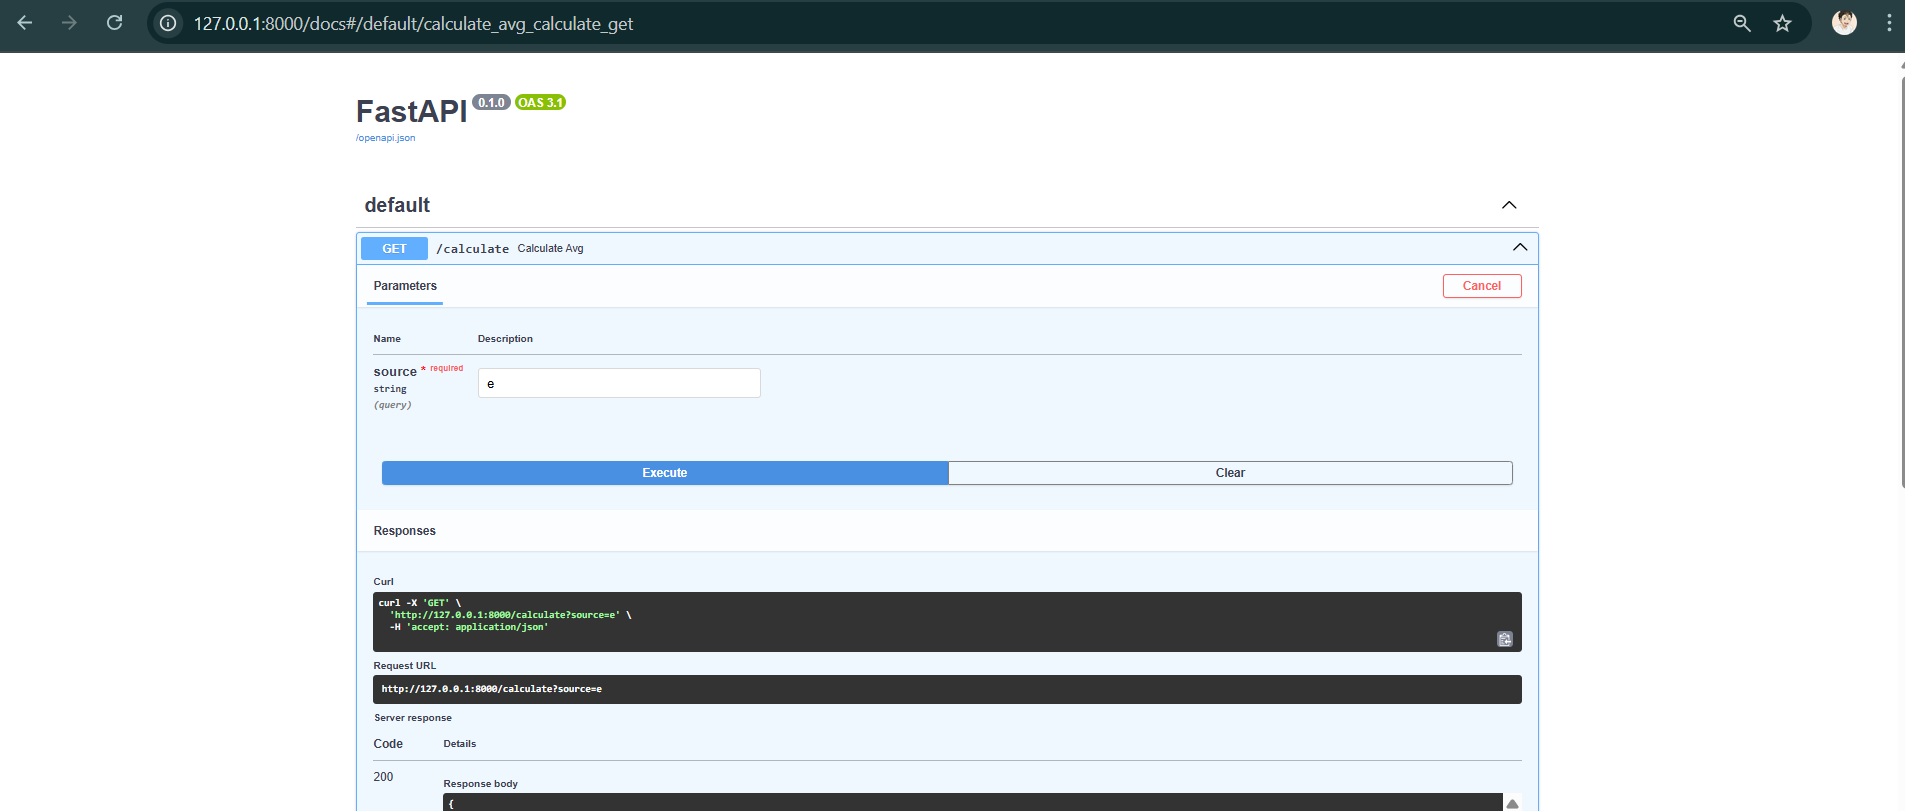 127.0.0.1:8000/docs#/default/calculate_avg_calculate_get
FastAPI 0.1.0 OAS 3.1
/openapi.json
default
GET /calculate Calculate Avg
Parameters Cancel
Name Description
source * required
string
(query)
e
Execute Clear
Responses
Curl
curl -X 'GET' \
'http://127.0.0.1:8000/calculate?source=e' \
-H 'accept: application/json'
Request URL
http://127.0.0.1:8000/calculate?source=e
Server response
Code Details
200
Response body
{